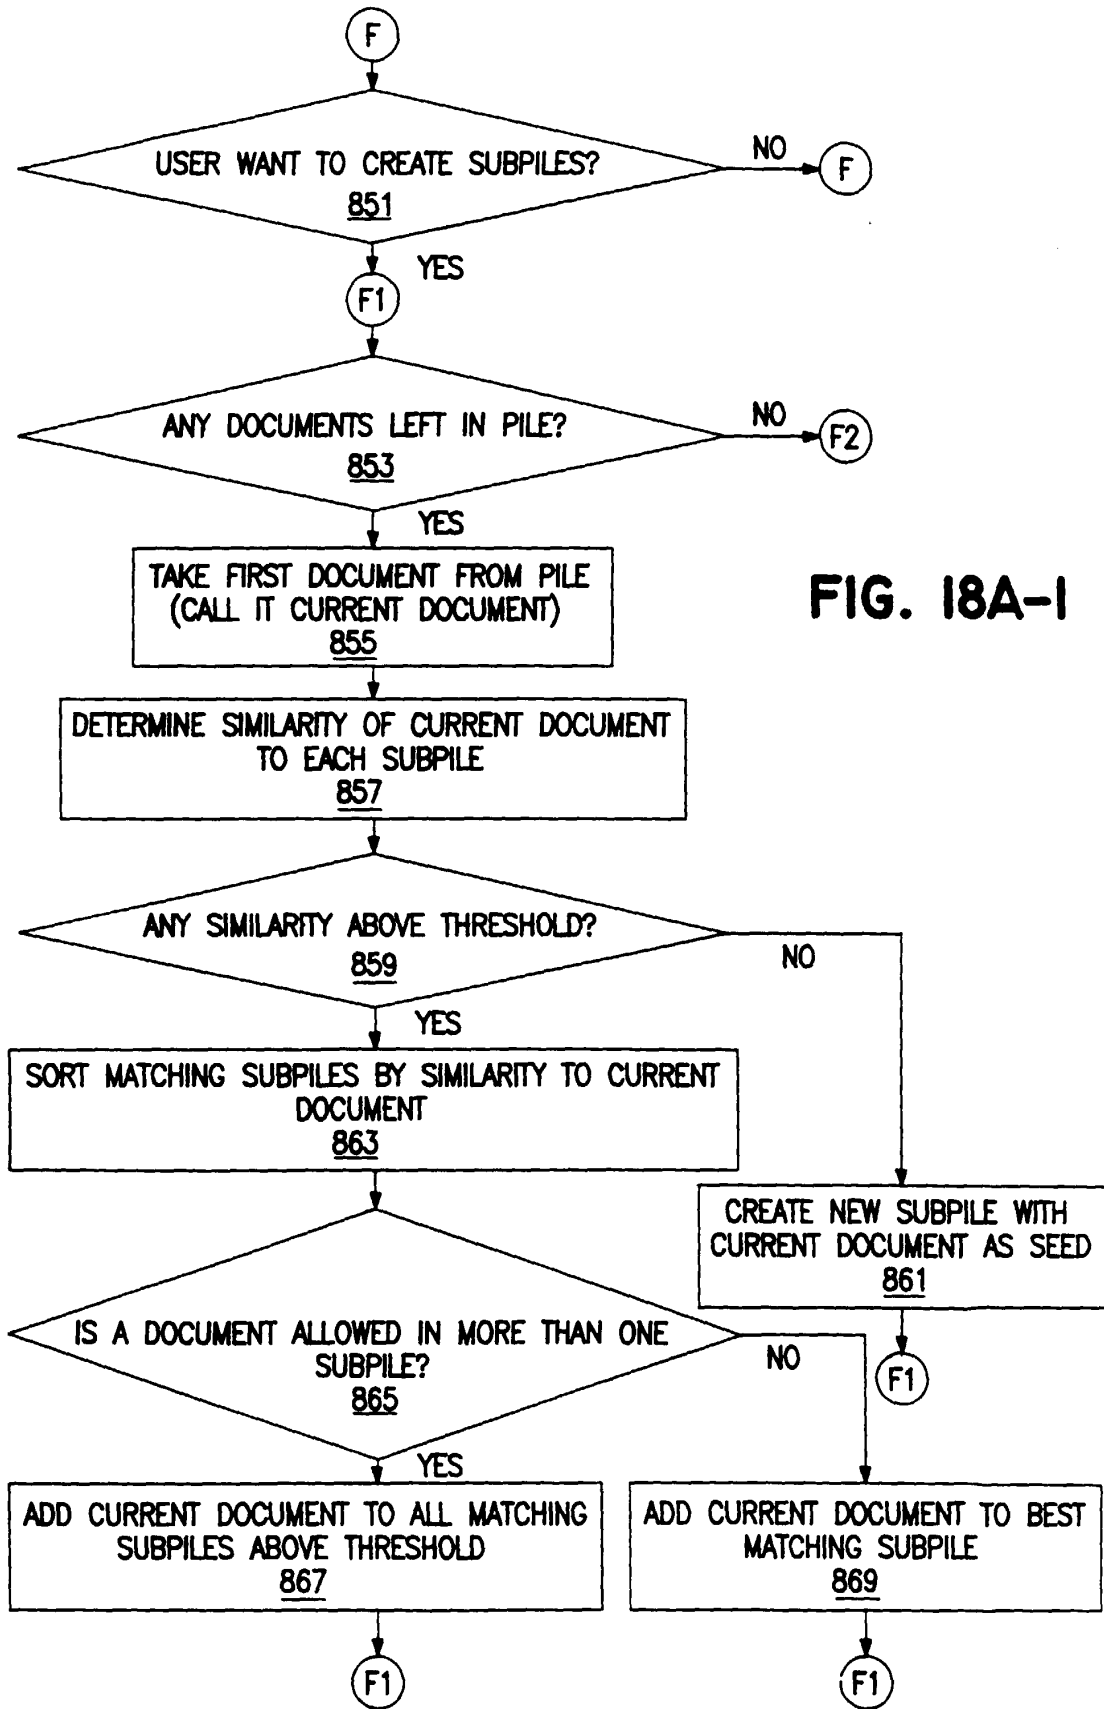 F
USER WANT TO CREATE SUBPILES?
851
NO
F
YES
F1
ANY DOCUMENTS LEFT IN PILE?
853
NO
F2
YES
TAKE FIRST DOCUMENT FROM PILE
(CALL IT CURRENT DOCUMENT)
855
FIG. 18A-1
DETERMINE SIMILARITY OF CURRENT DOCUMENT
TO EACH SUBPILE
857
ANY SIMILARITY ABOVE THRESHOLD?
859
NO
YES
SORT MATCHING SUBPILES BY SIMILARITY TO CURRENT
DOCUMENT
863
CREATE NEW SUBPILE WITH
CURRENT DOCUMENT AS SEED
861
F1
IS A DOCUMENT ALLOWED IN MORE THAN ONE
SUBPILE?
865
NO
YES
ADD CURRENT DOCUMENT TO ALL MATCHING
SUBPILES ABOVE THRESHOLD
867
F1
ADD CURRENT DOCUMENT TO BEST
MATCHING SUBPILE
869
F1